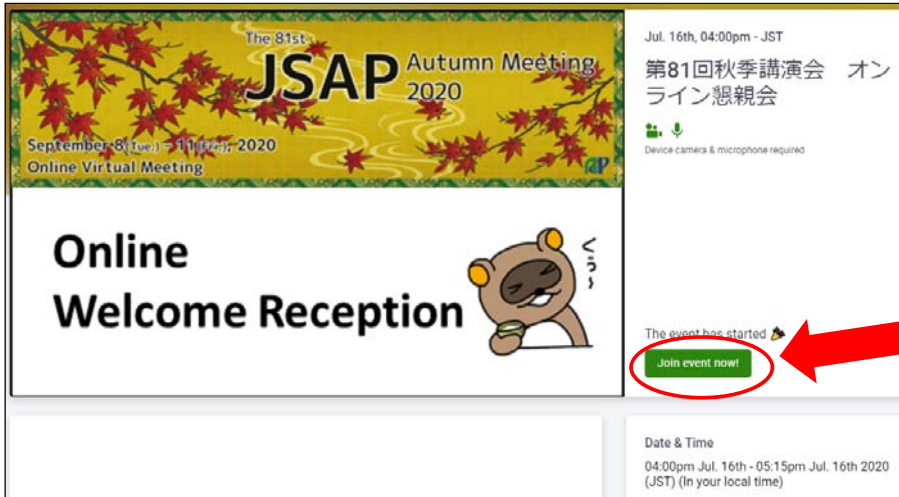 The 81st
JSAP Autumn Meeting
2020
September 8(Tue.) - 11(Fri), 2020
Online Virtual Meeting
Online
Welcome Reception
くぅ～
Jul. 16th, 04:00pm - JST
第81回秋季講演会　オン
ライン懇親会
Device camera & microphone required
The event has started
Join event now!
Date & Time
04:00pm Jul. 16th - 05:15pm Jul. 16th 2020
(JST) (In your local time)